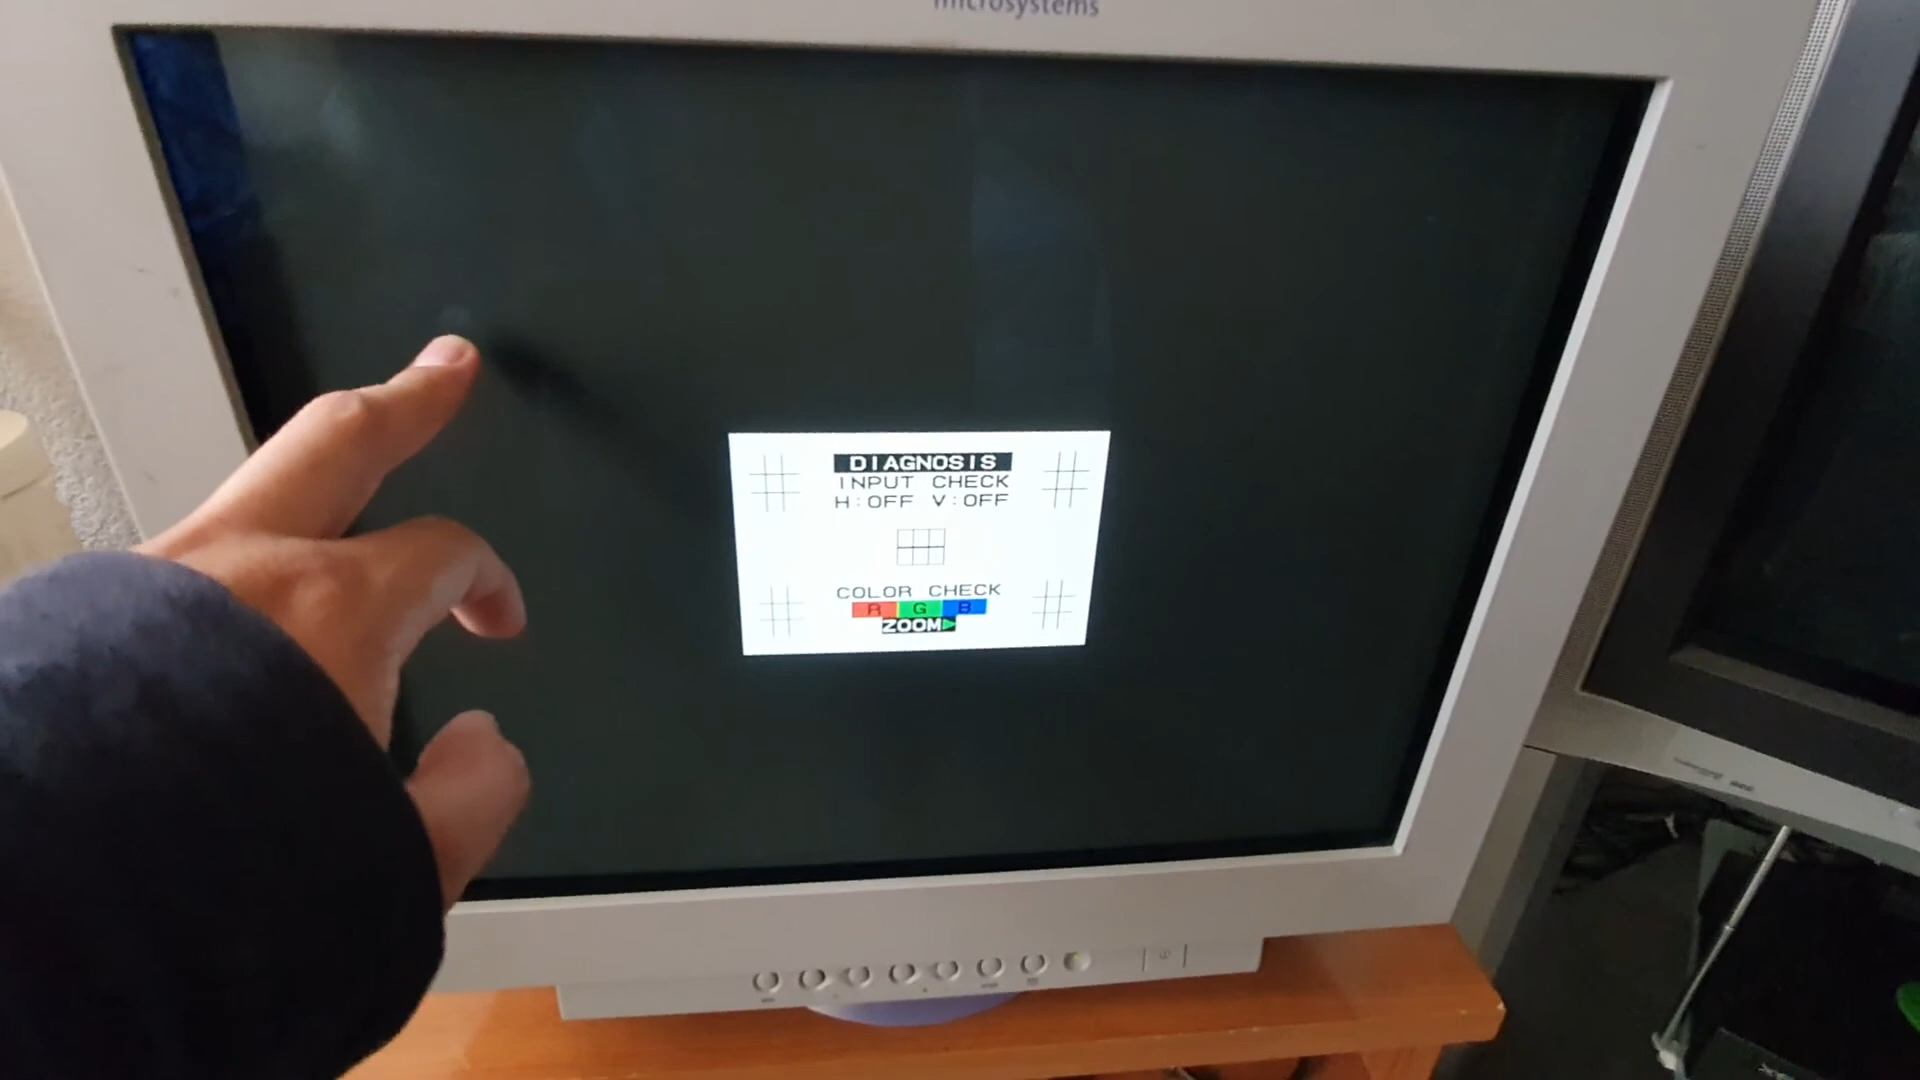 microsystems
DIAGNOSIS
INPUT CHECK
H:OFF V:OFF
COLOR CHECK
R G B
ZOOM▶